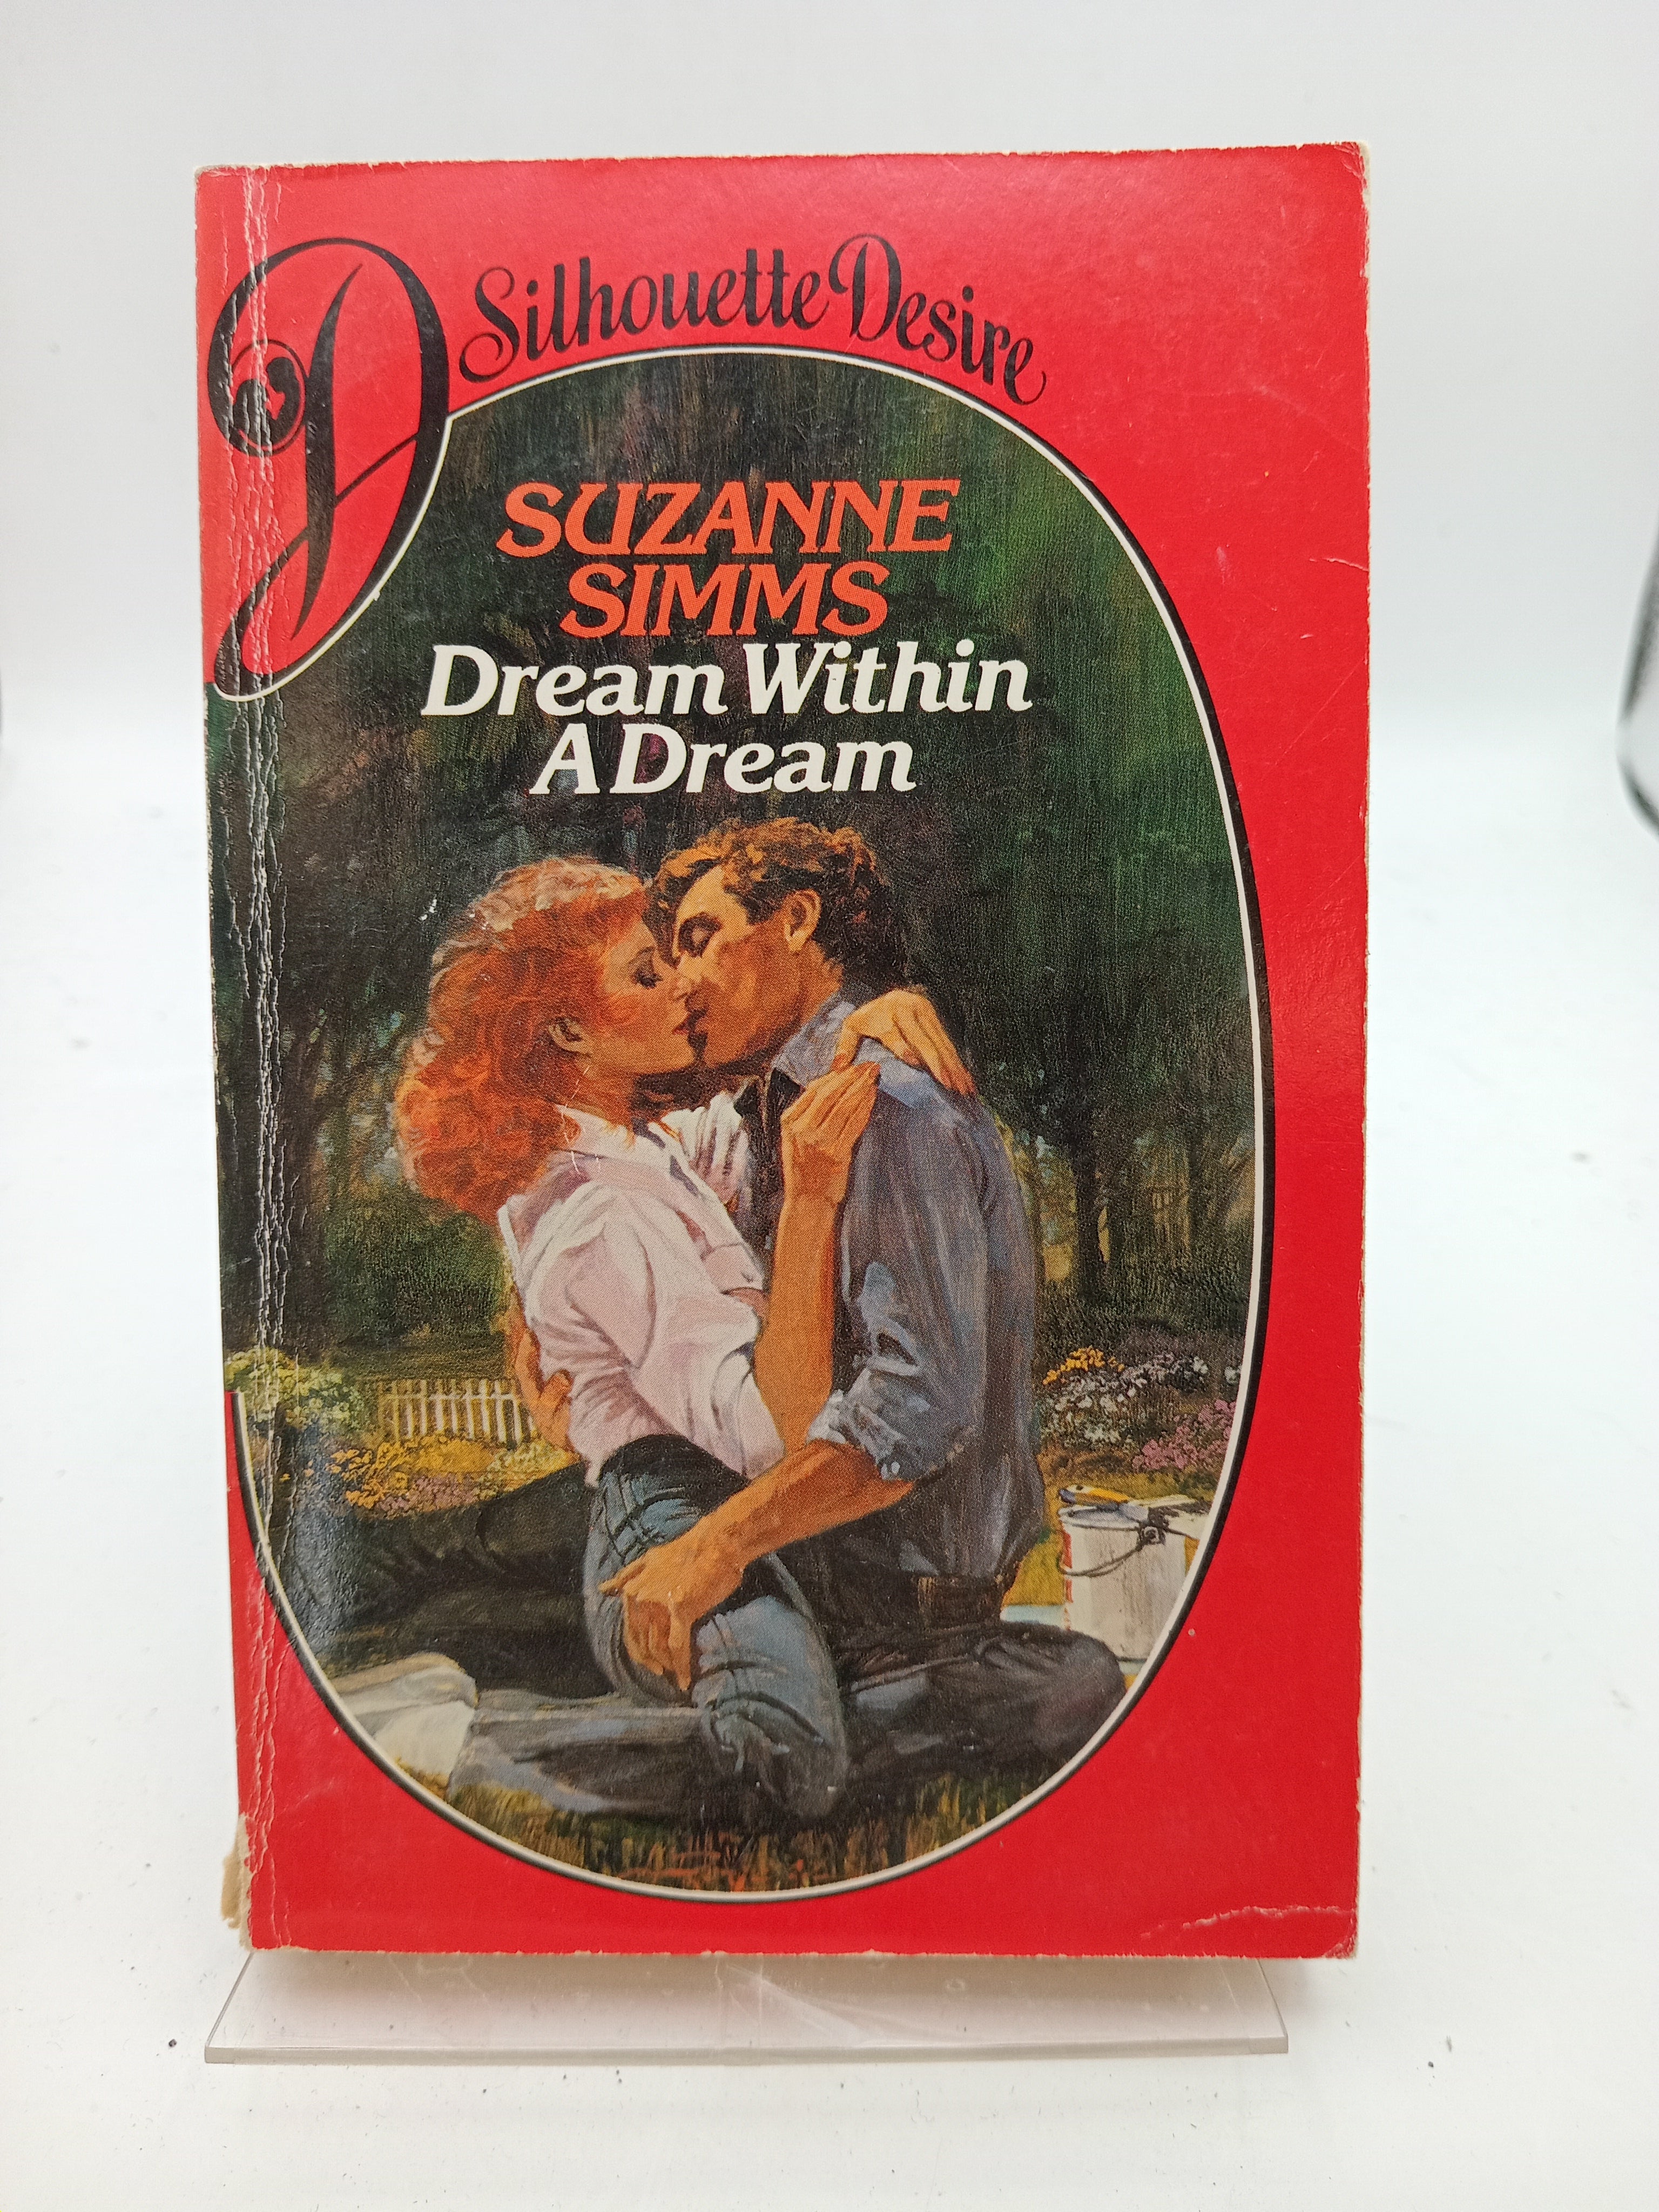 D
Silhouette Desire
SUZANNE
SIMMS
Dream Within
A Dream